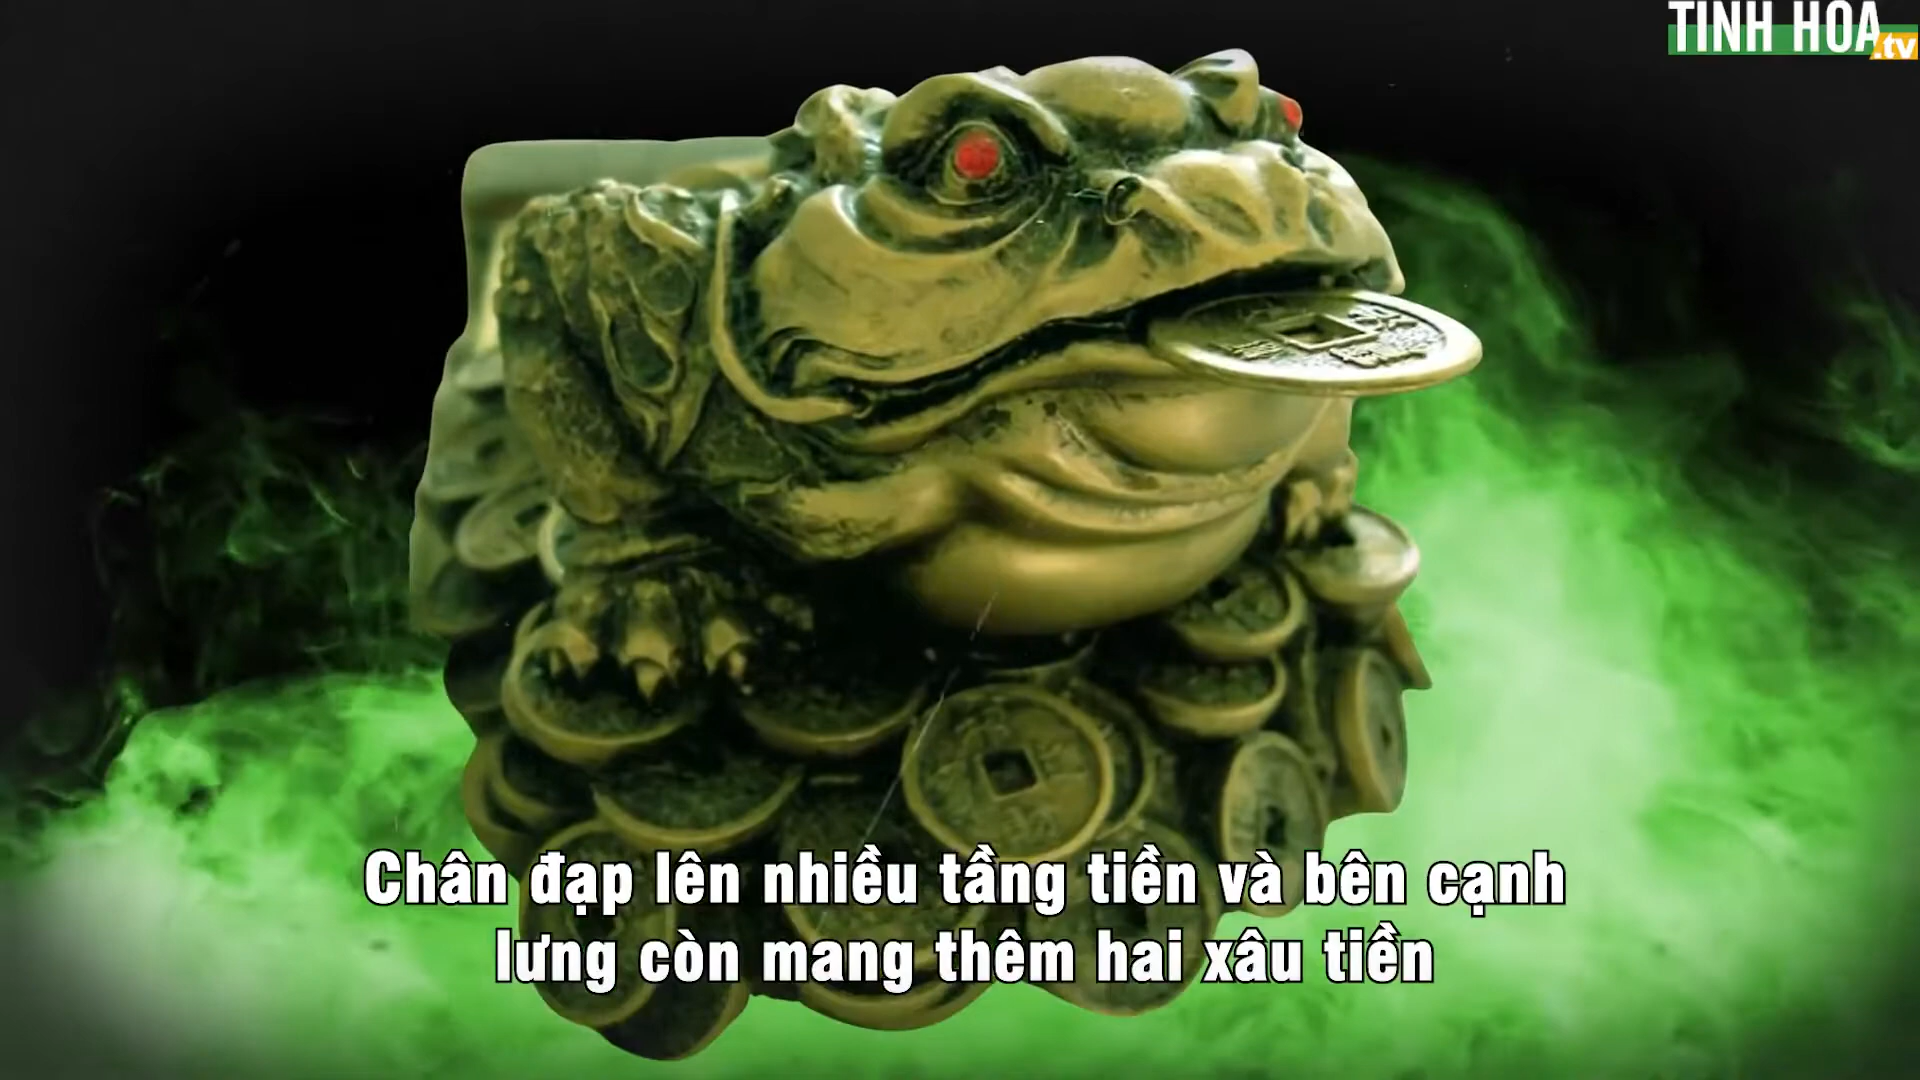 TINH HOA
.tv
Chân đạp lên nhiều tầng tiền và bên cạnh
lưng còn mang thêm hai xâu tiền